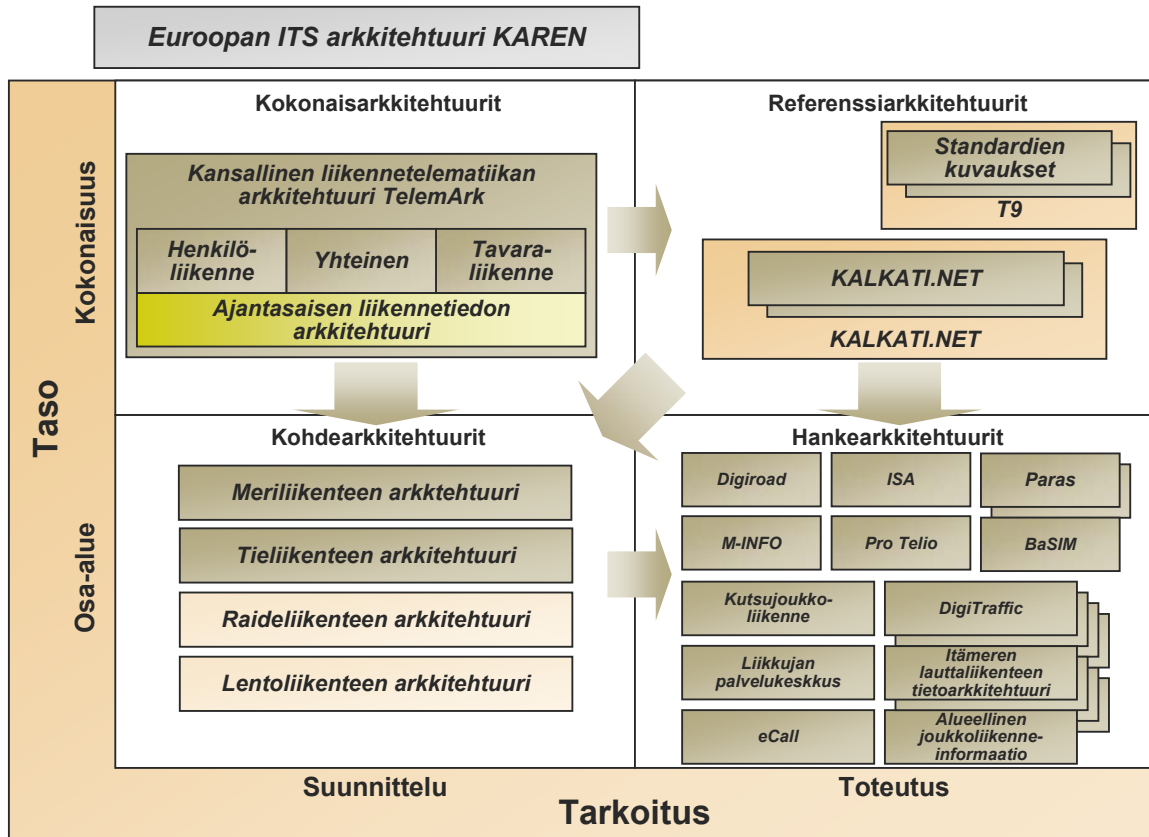 Euroopan ITS arkkitehtuuri KAREN
Kokonaisarkkitehtuurit
Kansallinen liikennetelematiikan
arkkitehtuuri TelemArk
Henkilö-
liikenne
Yhteinen
Tavara-
liikenne
Ajantasaisen liikennetiedon
arkkitehtuuri
Referenssiarkkitehtuurit
Standardien
kuvaukset
T9
KALKATI.NET
KALKATI.NET
Taso
Kokonaisuus
Osa-alue
Kohdearkkitehtuurit
Meriliikenteen arkktehtuuri
Tieliikenteen arkkitehtuuri
Raideliikenteen arkkitehtuuri
Lentoliikenteen arkkitehtuuri
Hankearkkitehtuurit
Digiroad
ISA
Paras
M-INFO
Pro Telio
BaSIM
Kutsujoukko-
liikenne
DigiTraffic
Liikkujan
palvelukeskkus
Itämeren
lauttaliikenteen
tietoarkkitehtuuri
eCall
Alueellinen
joukkoliikenne-
informaatio
Suunnittelu
Toteutus
Tarkoitus